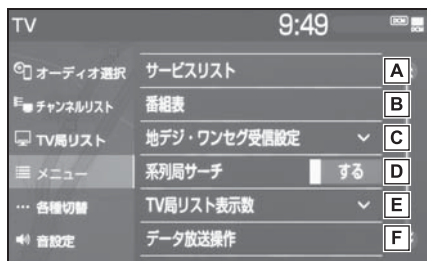 TV 9:49
オーディオ選択
チャンネルリスト
TV局リスト
メニュー
各種切替
音設定
サービスリスト A
番組表 B
地デジ・ワンセグ受信設定 C
系列局サーチ する D
TV局リスト表示数 E
データ放送操作 F